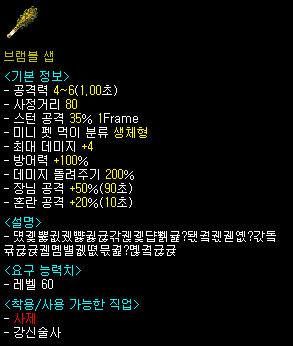 브램블 샙
<기본 정보>
- 공격력 4~6(1.00초)
- 사정거리 80
- 스턴 공격 35% 1Frame
- 미니 펫 먹이 분류 생체형
- 최대 데미지 +4
- 방어력 +100%
- 데미지 돌려주기 200%
- 장님 공격 +50%(90초)
- 혼란 공격 +20%(10초)
<설명>
<요구 능력치>
- 레벨 60
<착용/사용 가능한 직업>
- 사제
- 강신술사